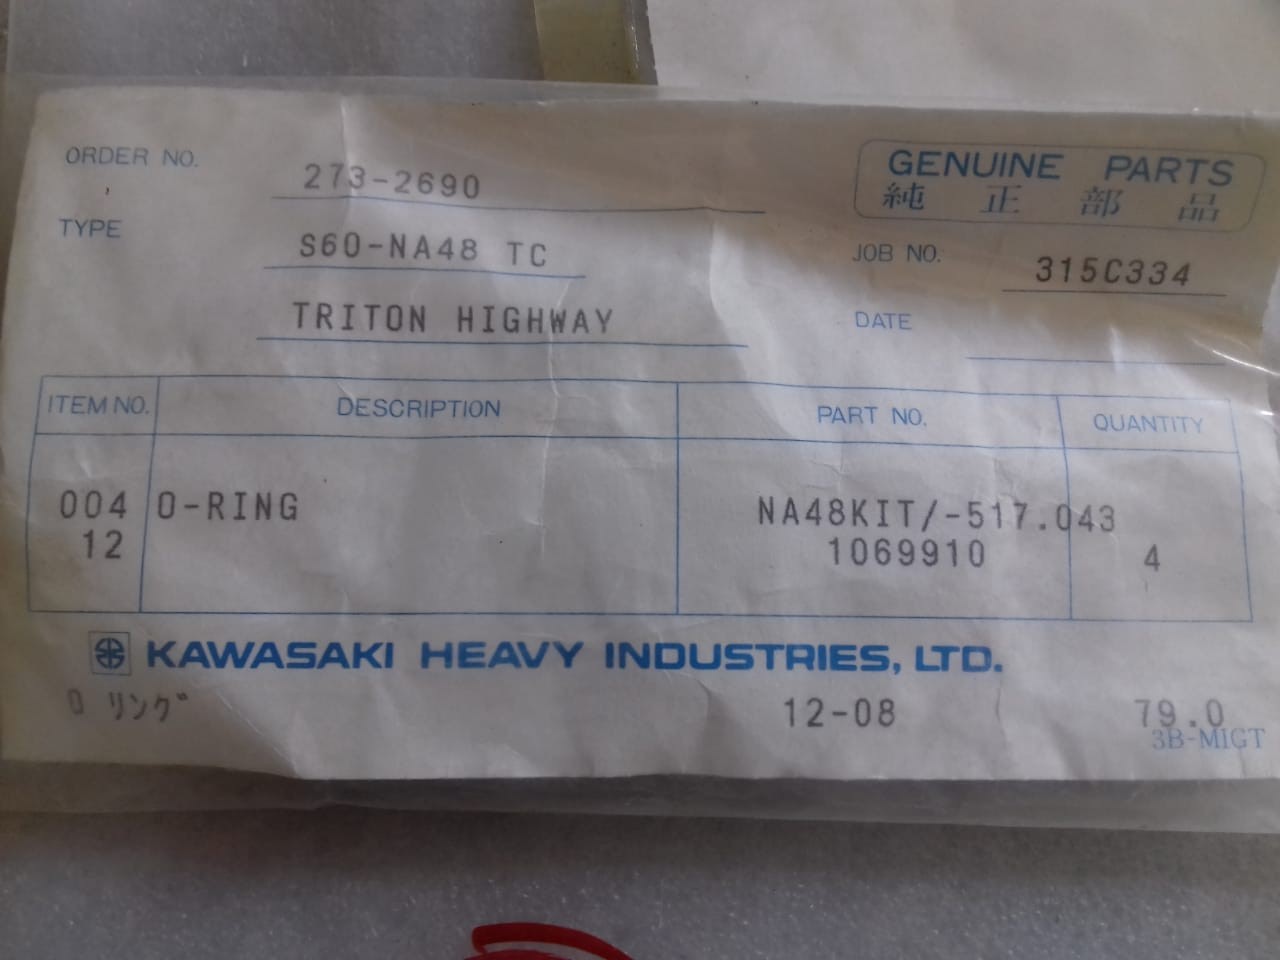 ORDER NO. 273-2690
GENUINE PARTS
純正部品
TYPE S60-NA48 TC
JOB NO. 315C334
TRITON HIGHWAY
DATE
ITEM NO. DESCRIPTION PART NO. QUANTITY
004 O-RING NA48KIT/-517.043
12 1069910 4
KAWASAKI HEAVY INDUSTRIES, LTD.
O リング 12-08 79.0
3B-MIGT